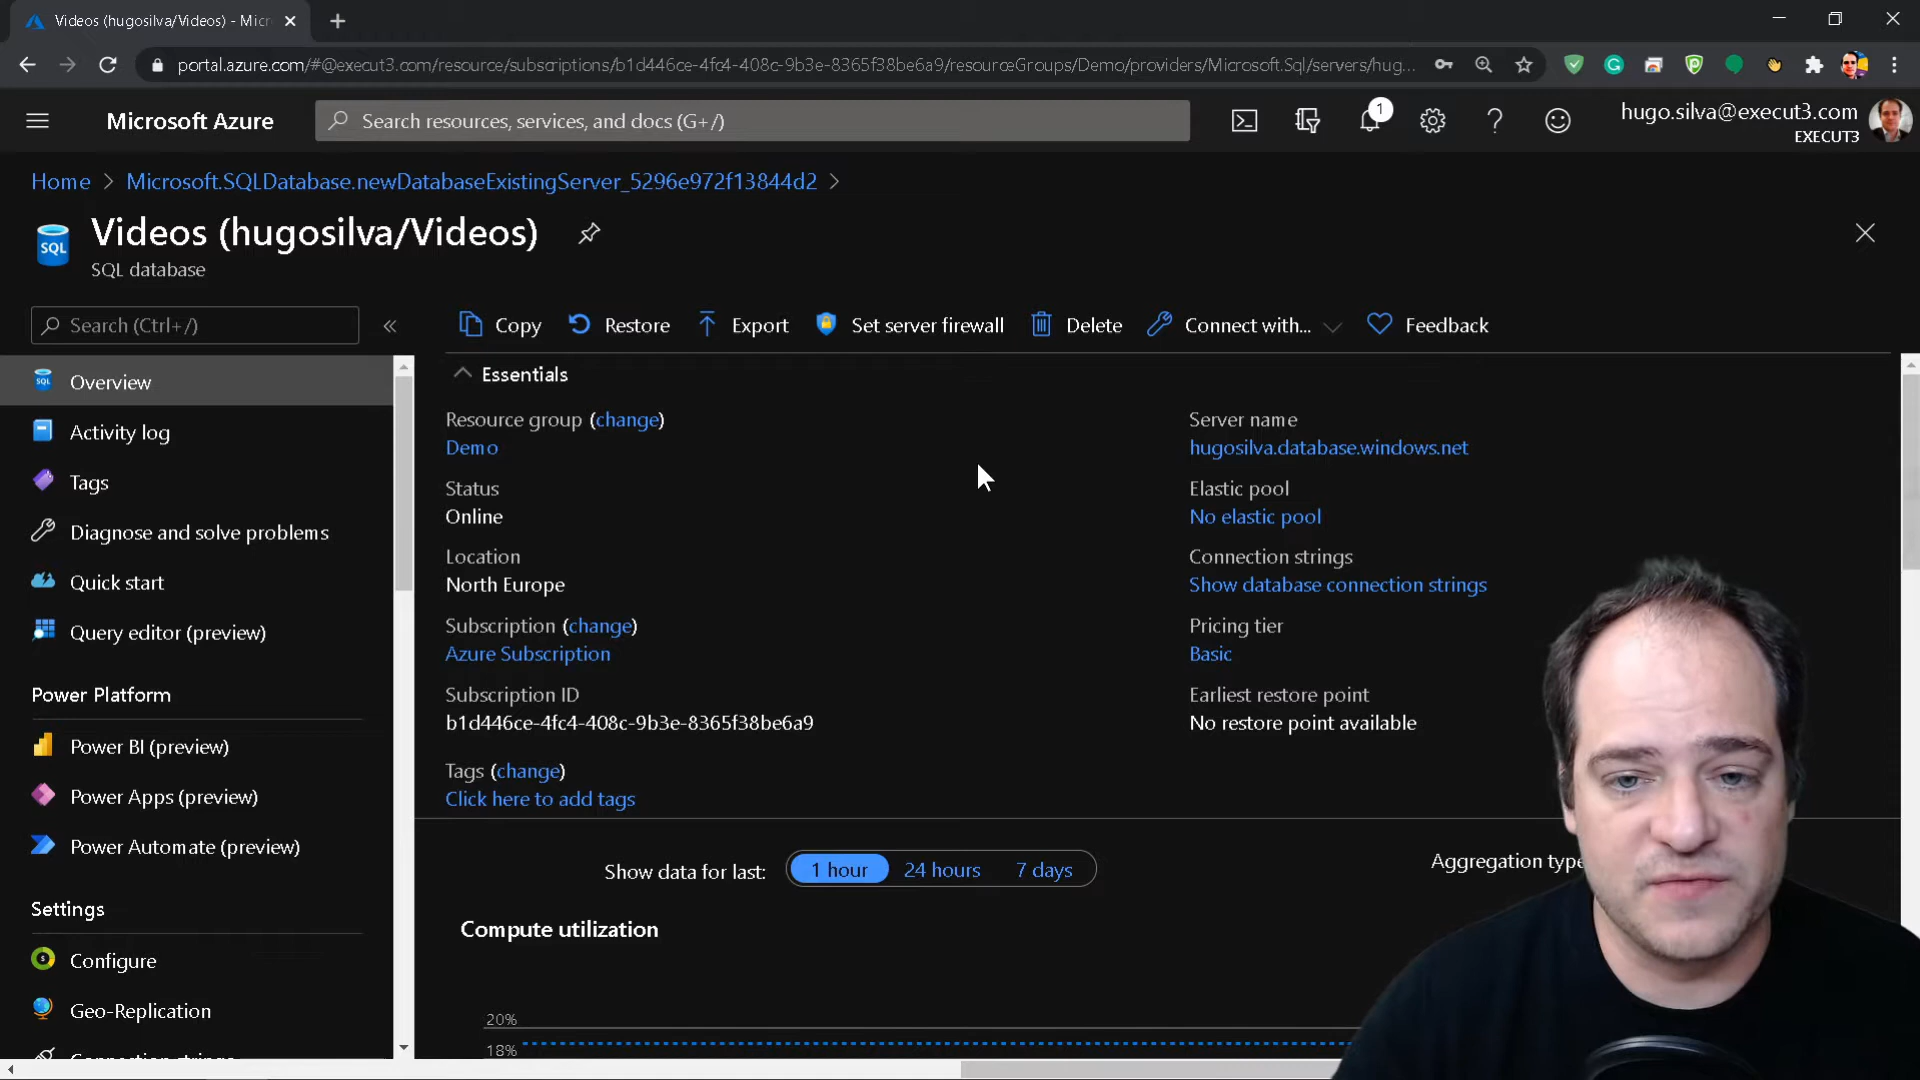 Videos (hugosilva/Videos) - Micr
portal.azure.com/#@execut3.com/resource/subscriptions/b1d446ce-4fc4-408c-9b3e-8365f38be6a9/resourceGroups/Demo/providers/Microsoft.Sql/servers/hug...
Microsoft Azure
Search resources, services, and docs (G+/)
1
hugo.silva@execut3.com
EXECUT3
Home > Microsoft.SQLDatabase.newDatabaseExistingServer_5296e972f13844d2 >
SQL
Videos (hugosilva/Videos)
SQL database
Search (Ctrl+/)
Copy
Restore
Export
Set server firewall
Delete
Connect with...
Feedback
Overview
Activity log
Tags
Diagnose and solve problems
Quick start
Query editor (preview)
Power Platform
Power BI (preview)
Power Apps (preview)
Power Automate (preview)
Settings
Configure
Geo-Replication
Connection strings
Essentials
Resource group (change)
Demo
Status
Online
Location
North Europe
Subscription (change)
Azure Subscription
Subscription ID
b1d446ce-4fc4-408c-9b3e-8365f38be6a9
Tags (change)
Click here to add tags
Server name
hugosilva.database.windows.net
Elastic pool
No elastic pool
Connection strings
Show database connection strings
Pricing tier
Basic
Earliest restore point
No restore point available
Show data for last:
1 hour
24 hours
7 days
Aggregation type
Compute utilization
20%
18%